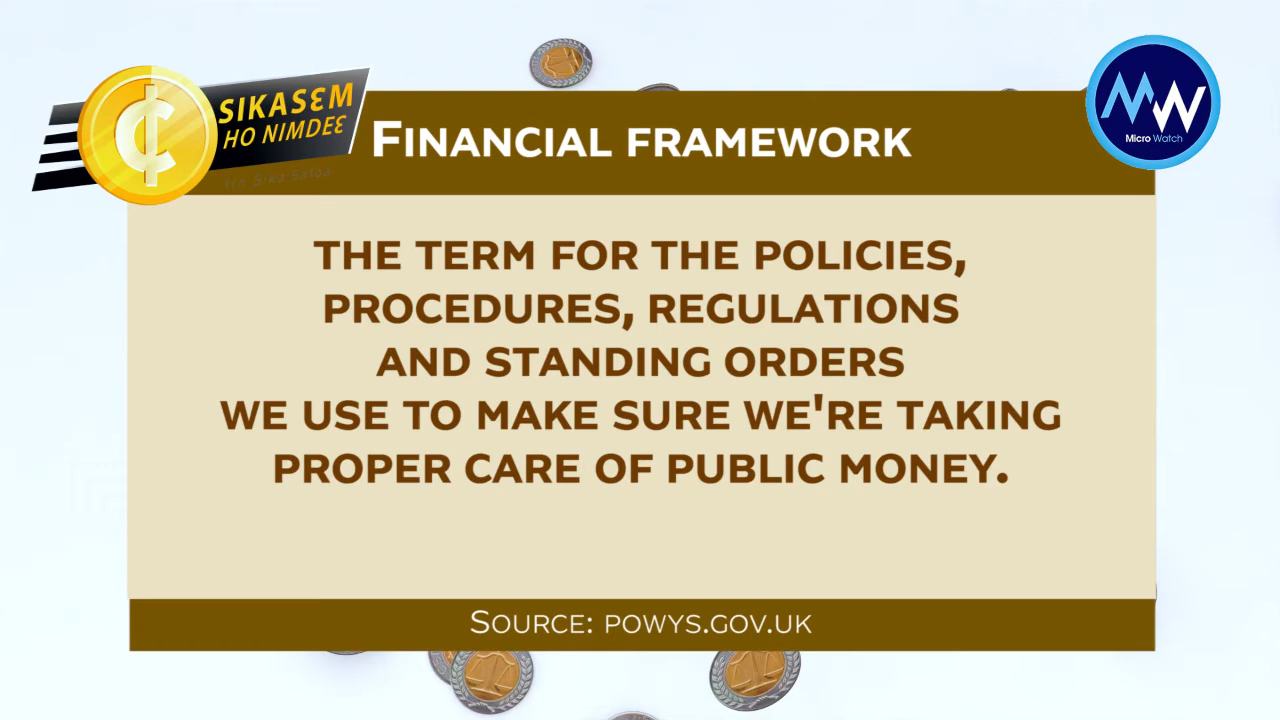 SIKASƐM
HO NIMDEƐ
FINANCIAL FRAMEWORK
MW
Micro Watch
THE TERM FOR THE POLICIES,
PROCEDURES, REGULATIONS
AND STANDING ORDERS
WE USE TO MAKE SURE WE'RE TAKING
PROPER CARE OF PUBLIC MONEY.
SOURCE: POWYS.GOV.UK